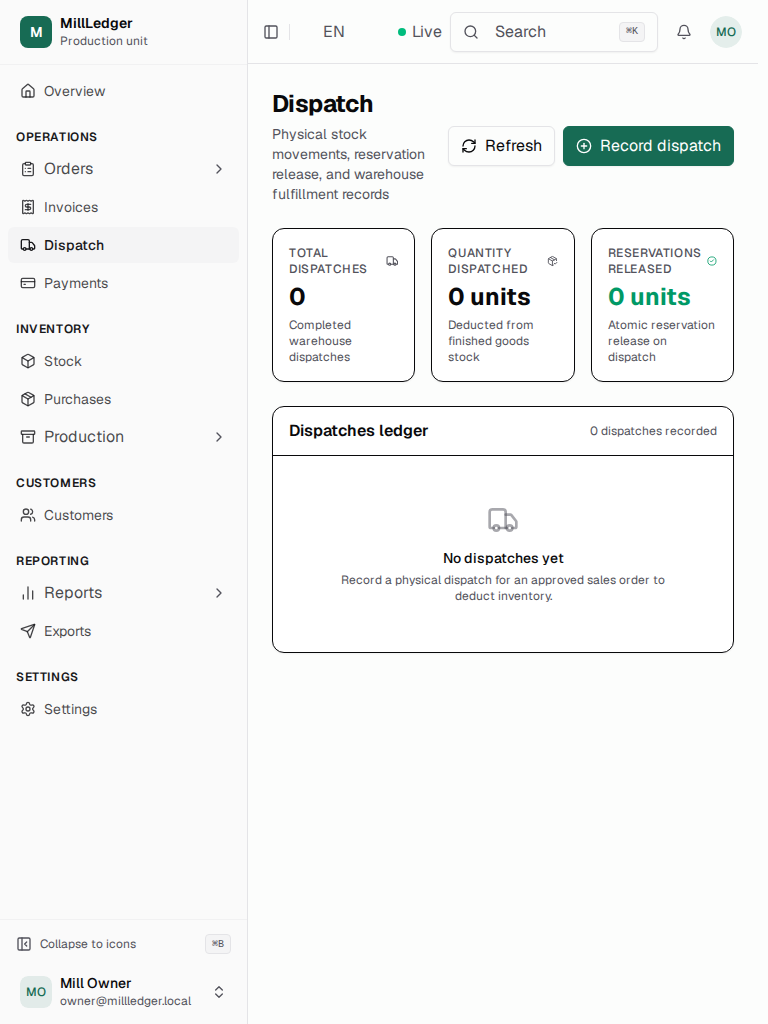 M
MillLedger
Production unit
Overview
OPERATIONS
Orders
Invoices
Dispatch
Payments
INVENTORY
Stock
Purchases
Production
CUSTOMERS
Customers
REPORTING
Reports
Exports
SETTINGS
Settings
Collapse to icons
⌘B
MO
Mill Owner
owner@millledger.local
EN
Live
Search
⌘K
MO
Dispatch
Physical stock
movements, reservation
release, and warehouse
fulfillment records
Refresh
Record dispatch
TOTAL
DISPATCHES
0
Completed
warehouse
dispatches
QUANTITY
DISPATCHED
0 units
Deducted from
finished goods
stock
RESERVATIONS
RELEASED
0 units
Atomic reservation
release on
dispatch
Dispatches ledger
0 dispatches recorded
No dispatches yet
Record a physical dispatch for an approved sales order to
deduct inventory.